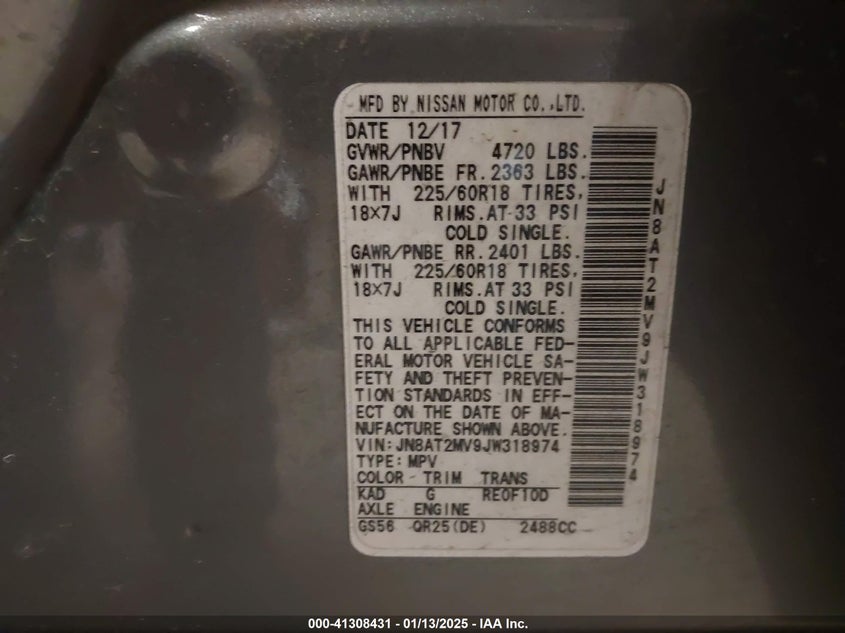 MFD BY NISSAN MOTOR CO.,LTD.
DATE 12/17
GVWR/PNBV 4720 LBS.
GAWR/PNBE FR. 2363 LBS.
WITH 225/60R18 TIRES,
18×7J RIMS. AT 33 PSI
COLD SINGLE.
GAWR/PNBE RR. 2401 LBS.
WITH 225/60R18 TIRES,
18×7J RIMS. AT 33 PSI
COLD SINGLE.
THIS VEHICLE CONFORMS
TO ALL APPLICABLE FED-
ERAL MOTOR VEHICLE SA-
FETY AND THEFT PREVEN-
TION STANDARDS IN EFF-
ECT ON THE DATE OF MA-
NUFACTURE SHOWN ABOVE.
VIN: JN8AT2MV9JW318974
TYPE: MPV
COLOR TRIM TRANS
KAD G RE0F10D
AXLE ENGINE
GS56 QR25(DE) 2488CC
JN8AT2MV9JW318974
000-41308431 - 01/13/2025 - IAA Inc.